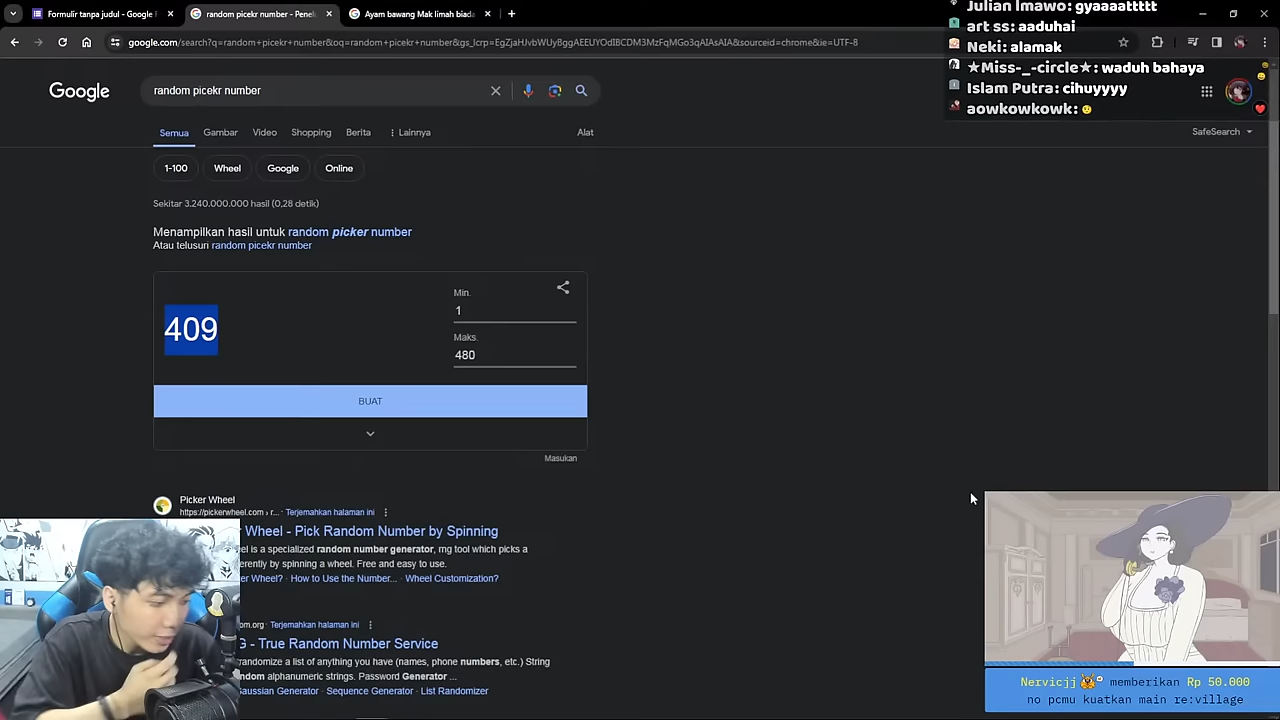 Formulir tanpa judul - Google F
random picekr number - Penel
Ayam bawang Mak limah biada
google.com/search?q=random+picekr+number&oq=random+picekr+number&gs_lcrp=EgZjaHJvbWUyBggAEEUYOdIBCDM3MzFqMGo3qAIAsAIA&sourceid=chrome&ie=UTF-8
Julian Imawo: gyaaaattttt
art ss: aaduhai
Neki: alamak
★Miss-_-circle★: waduh bahaya
Islam Putra: cihuyyyy
aowkowkowk: 🤨
Google
random picekr number
Semua Gambar Video Shopping Berita Lainnya Alat
SafeSearch
1-100 Wheel Google Online
Sekitar 3.240.000.000 hasil (0,28 detik)
Menampilkan hasil untuk random picker number
Atau telusuri random picekr number
409
Min.
1
Maks.
480
BUAT
Masukan
Picker Wheel
https://pickerwheel.com › r... · Terjemahkan halaman ini
Wheel - Pick Random Number by Spinning
el is a specialized random number generator, rng tool which picks a
erently by spinning a wheel. Free and easy to use.
er Wheel? · How to Use the Number... · Wheel Customization?
om.org · Terjemahkan halaman ini
G - True Random Number Service
randomize a list of anything you have (names, phone numbers, etc.) String
ndom alphanumeric strings. Password Generator ...
aussian Generator · Sequence Generator · List Randomizer
Nervicjj memberikan Rp 50.000
no pcmu kuatkan main re:village